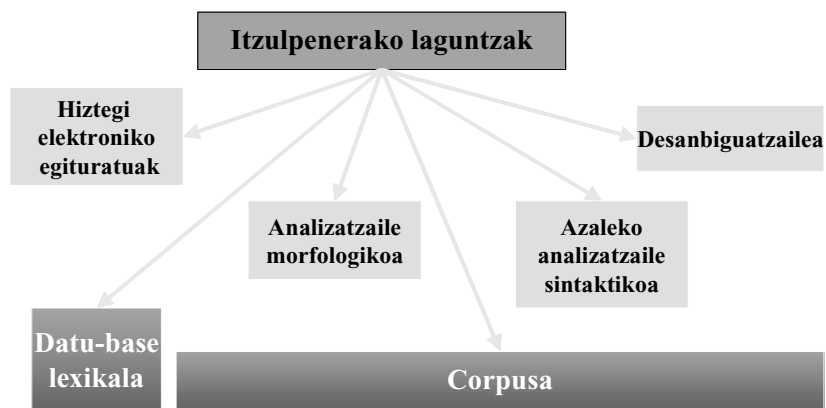 Itzulpenerako laguntzak
Hiztegi
elektroniko
egituratuak
Desanbiguatzailea
Analizatzaile
morfologikoa
Azaleko
analizatzaile
sintaktikoa
Datu-base
lexikala
Corpusa